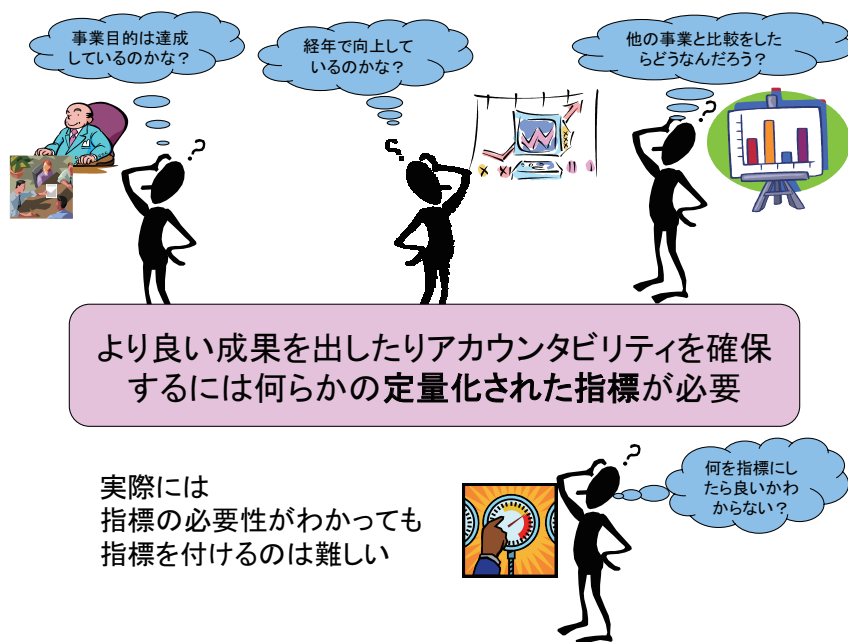 事業目的は達成
しているのかな？
経年で向上して
いるのかな？
他の事業と比較をした
らどうなんだろう？
より良い成果を出したりアカウンタビリティを確保
するには何らかの定量化された指標が必要
何を指標にし
たら良いかわ
からない？
実際には
指標の必要性がわかっても
指標を付けるのは難しい